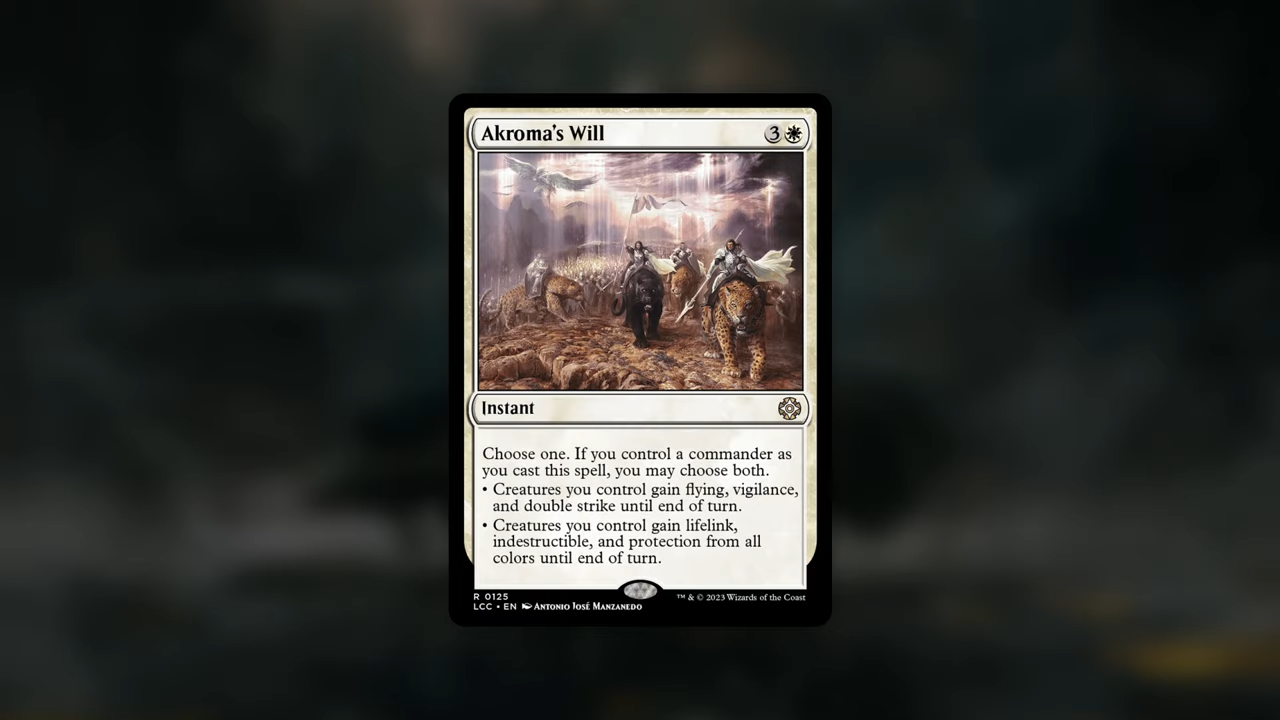 Akroma's Will 3
Instant
Choose one. If you control a commander as
you cast this spell, you may choose both.
• Creatures you control gain flying, vigilance,
and double strike until end of turn.
• Creatures you control gain lifelink,
indestructible, and protection from all
colors until end of turn.
R 0125
LCC • EN Antonio José Manzanedo
™ & © 2023 Wizards of the Coast